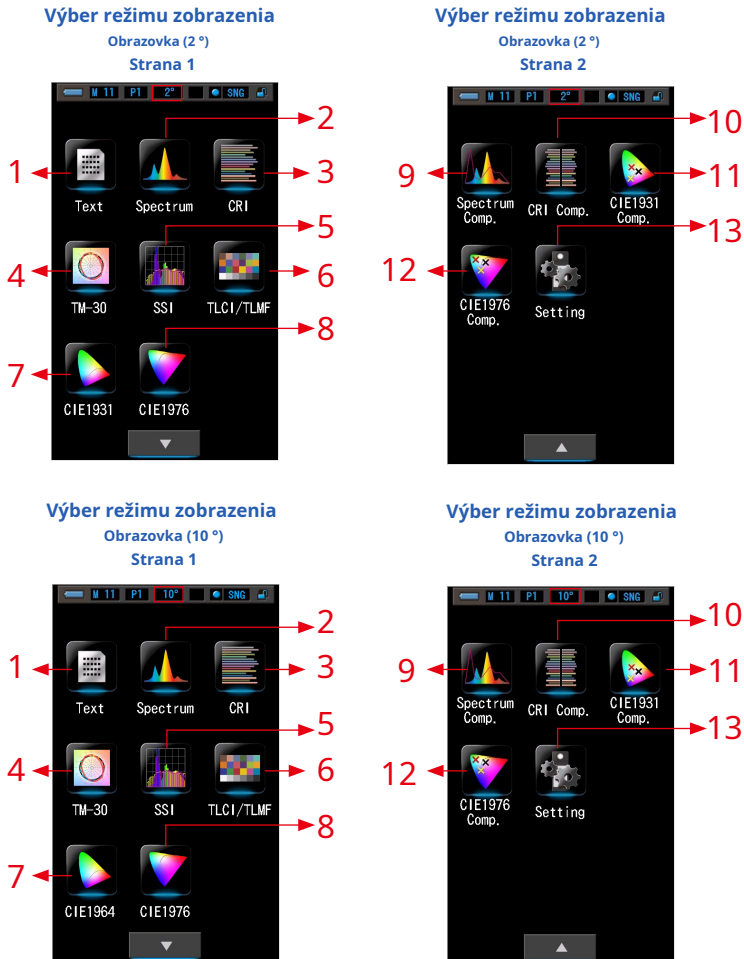 Výber režimu zobrazenia
Obrazovka (2 °)
Strana 1
M 11 P1 2° SNG
1
2
3
Text Spectrum CRI
4
5
6
TM-30 SSI TLCI/TLMF
7
8
CIE1931 CIE1976
▼
Výber režimu zobrazenia
Obrazovka (2 °)
Strana 2
M 11 P1 2° SNG
9
10
11
Spectrum Comp.
CRI Comp.
CIE1931 Comp.
12
13
CIE1976 Comp.
Setting
▲
Výber režimu zobrazenia
Obrazovka (10 °)
Strana 1
M 11 P1 10° SNG
1
2
3
Text Spectrum CRI
4
5
6
TM-30 SSI TLCI/TLMF
7
8
CIE1964 CIE1976
▼
Výber režimu zobrazenia
Obrazovka (10 °)
Strana 2
M 11 P1 10° SNG
9
10
11
Spectrum Comp.
CRI Comp.
CIE1931 Comp.
12
13
CIE1976 Comp.
Setting
▲